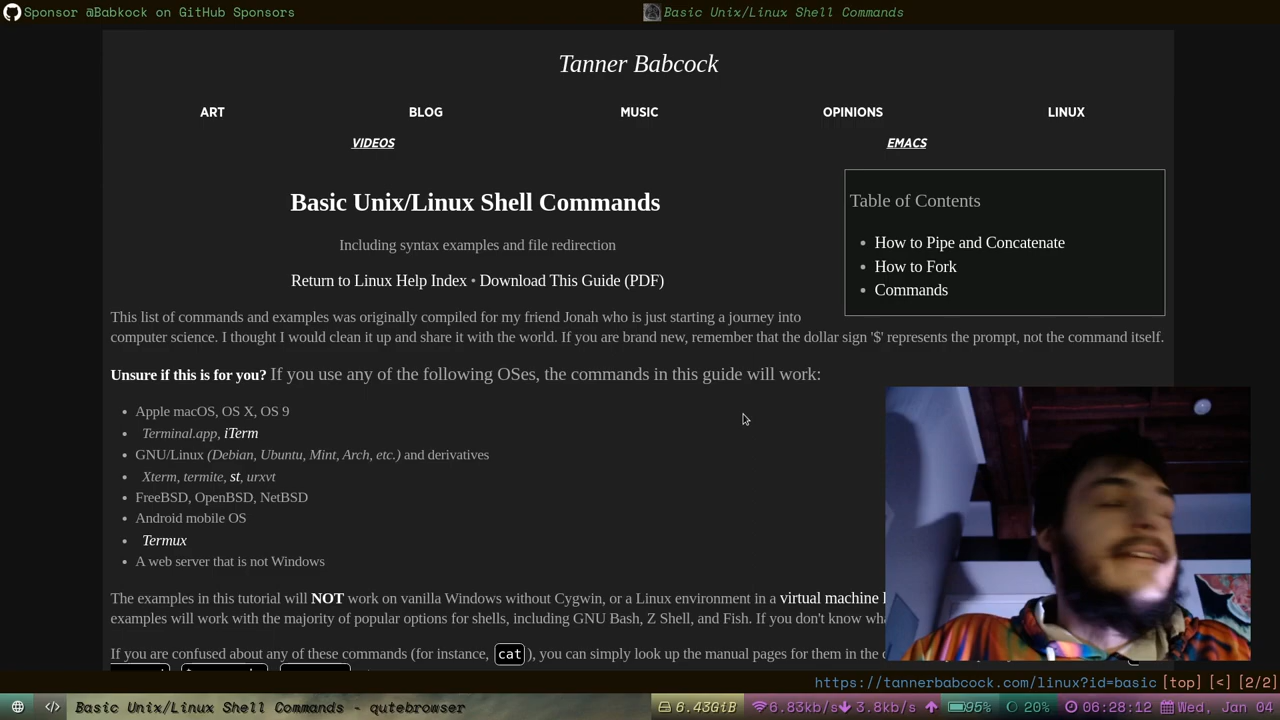 Sponsor @Babkock on GitHub Sponsors
Basic Unix/Linux Shell Commands
Tanner Babcock
ART BLOG MUSIC OPINIONS LINUX
VIDEOS EMACS
Basic Unix/Linux Shell Commands
Including syntax examples and file redirection
Return to Linux Help Index • Download This Guide (PDF)
Table of Contents
How to Pipe and Concatenate
How to Fork
Commands
This list of commands and examples was originally compiled for my friend Jonah who is just starting a journey into
computer science. I thought I would clean it up and share it with the world. If you are brand new, remember that the dollar sign '$' represents the prompt, not the command itself.
Unsure if this is for you? If you use any of the following OSes, the commands in this guide will work:
Apple macOS, OS X, OS 9
Terminal.app, iTerm
GNU/Linux (Debian, Ubuntu, Mint, Arch, etc.) and derivatives
Xterm, termite, st, urxvt
FreeBSD, OpenBSD, NetBSD
Android mobile OS
Termux
A web server that is not Windows
The examples in this tutorial will NOT work on vanilla Windows without Cygwin, or a Linux environment in a virtual machine
examples will work with the majority of popular options for shells, including GNU Bash, Z Shell, and Fish. If you don't know
If you are confused about any of these commands (for instance, cat), you can simply look up the manual pages for them in the
https://tannerbabcock.com/linux?id=basic [top] [<] [2/2]
Basic Unix/Linux Shell Commands - qutebrowser 6.43GiB 6.83kb/s 3.8kb/s 95% 20% 06:28:12 Wed, Jan 04